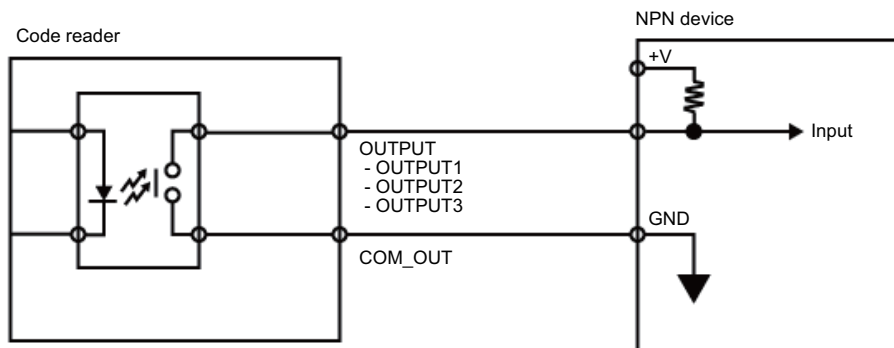 NPN device
Code reader
+V
Input
OUTPUT
- OUTPUT1
- OUTPUT2
- OUTPUT3
GND
COM_OUT